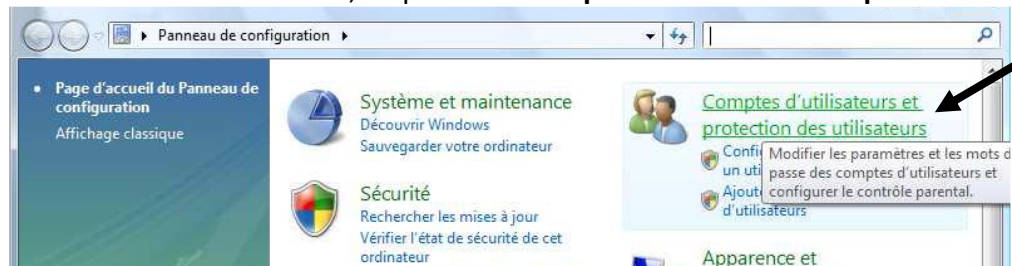 Panneau de configuration
Page d'accueil du Panneau de
configuration
Affichage classique
Système et maintenance
Découvrir Windows
Sauvegarder votre ordinateur
Sécurité
Rechercher les mises à jour
Vérifier l'état de sécurité de cet
ordinateur
Comptes d'utilisateurs et
protection des utilisateurs
un
Modifier les paramètres et les mots
passe des comptes d'utilisateurs et
configurer le contrôle parental.
d'utilisateurs
Apparence et